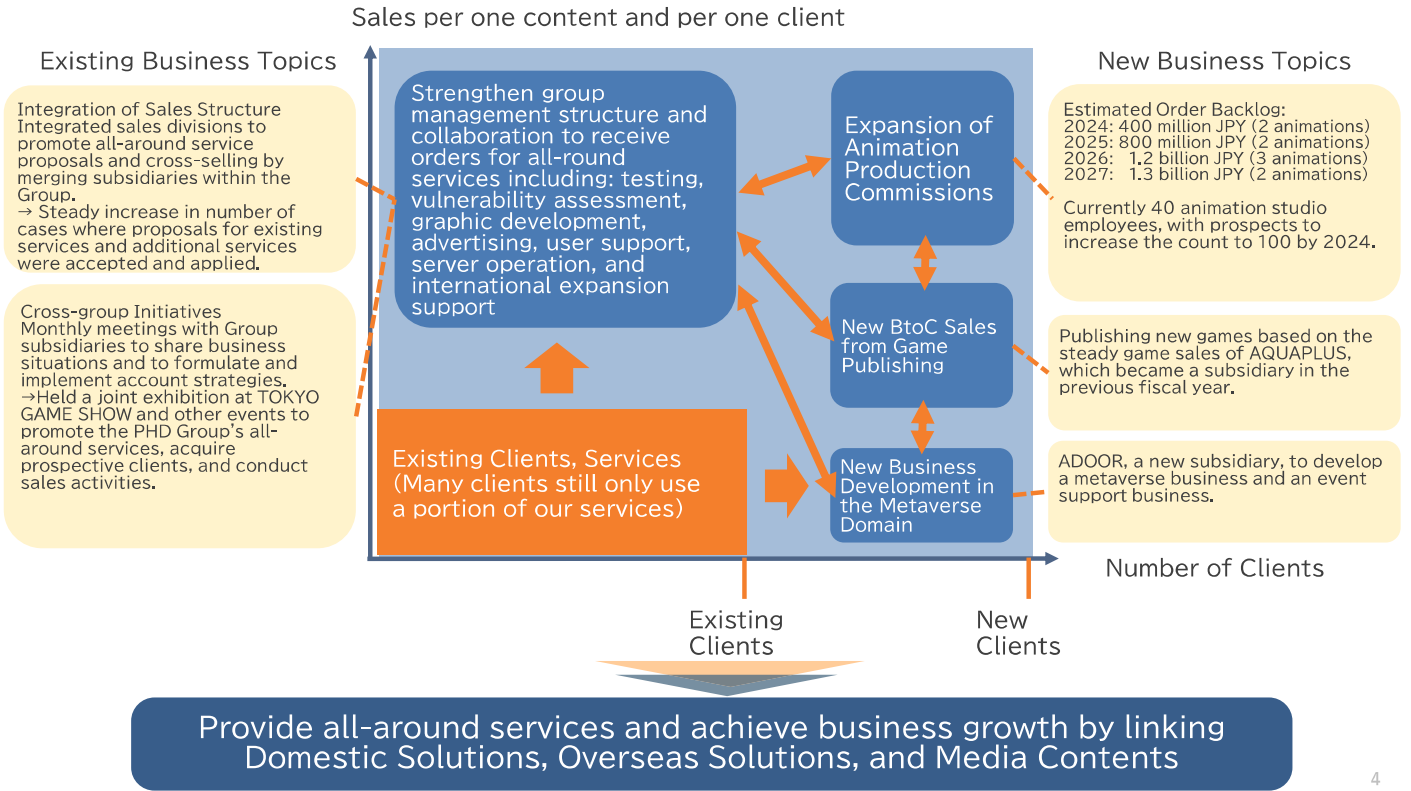 Sales per one content and per one client
Existing Business Topics
Integration of Sales Structure
Integrated sales divisions to
promote all-around service
proposals and cross-selling by
merging subsidiaries within the
Group.
→ Steady increase in number of
cases where proposals for existing
services and additional services
were accepted and applied.
Cross-group Initiatives
Monthly meetings with Group
subsidiaries to share business
situations and to formulate and
implement account strategies.
→Held a joint exhibition at TOKYO
GAME SHOW and other events to
promote the PHD Group's all-
around services, acquire
prospective clients, and conduct
sales activities.
Strengthen group
management structure and
collaboration to receive
orders for all-round
services including: testing,
vulnerability assessment,
graphic development,
advertising, user support,
server operation, and
international expansion
support
Existing Clients, Services
(Many clients still only use
a portion of our services)
Expansion of
Animation
Production
Commissions
New BtoC Sales
from Game
Publishing
New Business
Development in
the Metaverse
Domain
New Business Topics
Estimated Order Backlog:
2024: 400 million JPY (2 animations)
2025: 800 million JPY (2 animations)
2026: 1.2 billion JPY (3 animations)
2027: 1.3 billion JPY (2 animations)
Currently 40 animation studio
employees, with prospects to
increase the count to 100 by 2024.
Publishing new games based on the
steady game sales of AQUAPLUS,
which became a subsidiary in the
previous fiscal year.
ADOOR, a new subsidiary, to develop
a metaverse business and an event
support business.
Number of Clients
Existing
Clients
New
Clients
Provide all-around services and achieve business growth by linking
Domestic Solutions, Overseas Solutions, and Media Contents
4